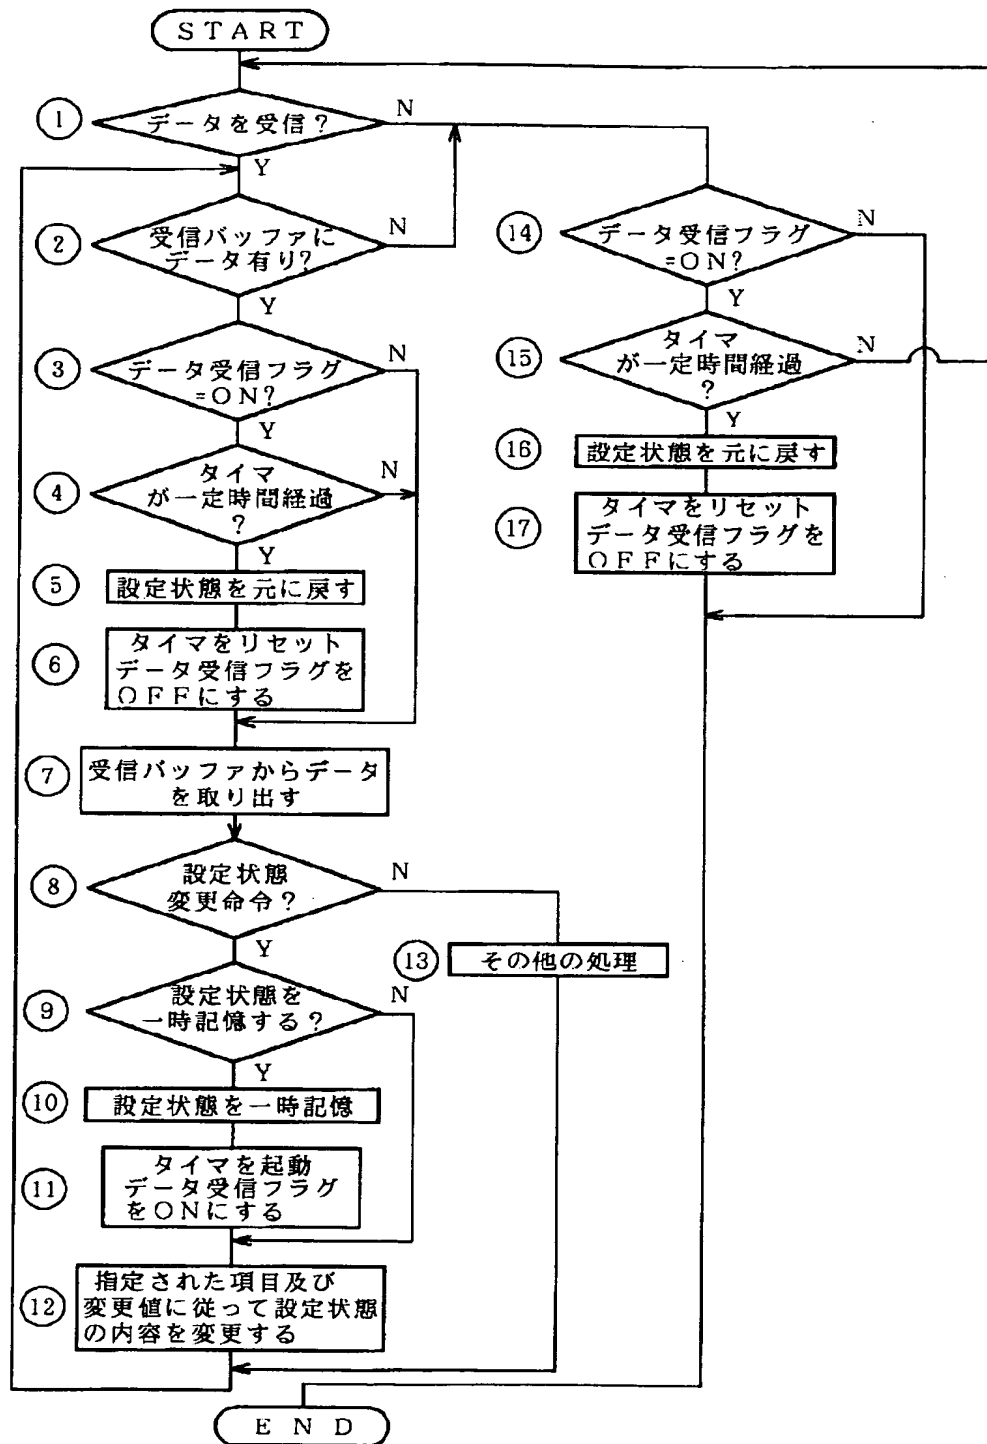 START
① データを受信? N
Y
② 受信バッファに N
データ有り?
Y
③ データ受信フラグ N
=ON?
Y
④ タイマ N
が一定時間経過
?
Y
⑤ 設定状態を元に戻す
⑥ タイマをリセット
データ受信フラグを
OFFにする
⑦ 受信バッファからデータ
を取り出す
⑧ 設定状態 N
変更命令?
Y
⑬ その他の処理
⑨ 設定状態を N
一時記憶する?
Y
⑩ 設定状態を一時記憶
⑪ タイマを起動
データ受信フラグ
をONにする
⑫ 指定された項目及び
変更値に従って設定状態
の内容を変更する
⑭ データ受信フラグ N
=ON?
Y
⑮ タイマ N
が一定時間経過
?
Y
⑯ 設定状態を元に戻す
⑰ タイマをリセット
データ受信フラグを
OFFにする
END